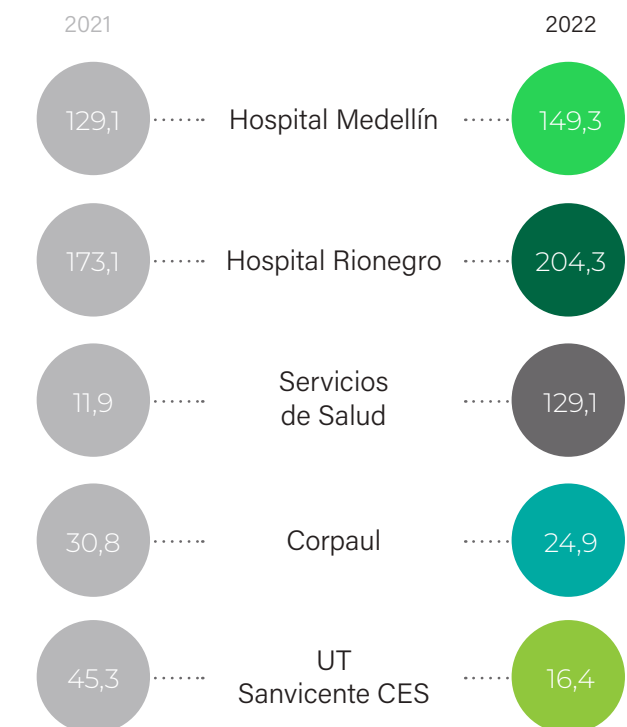 2021 2022
129,1 Hospital Medellín 149,3
173,1 Hospital Rionegro 204,3
Servicios
11,9 de Salud 129,1
30,8 Corpaul 24,9
UT
45,3 Sanvicente CES 16,4